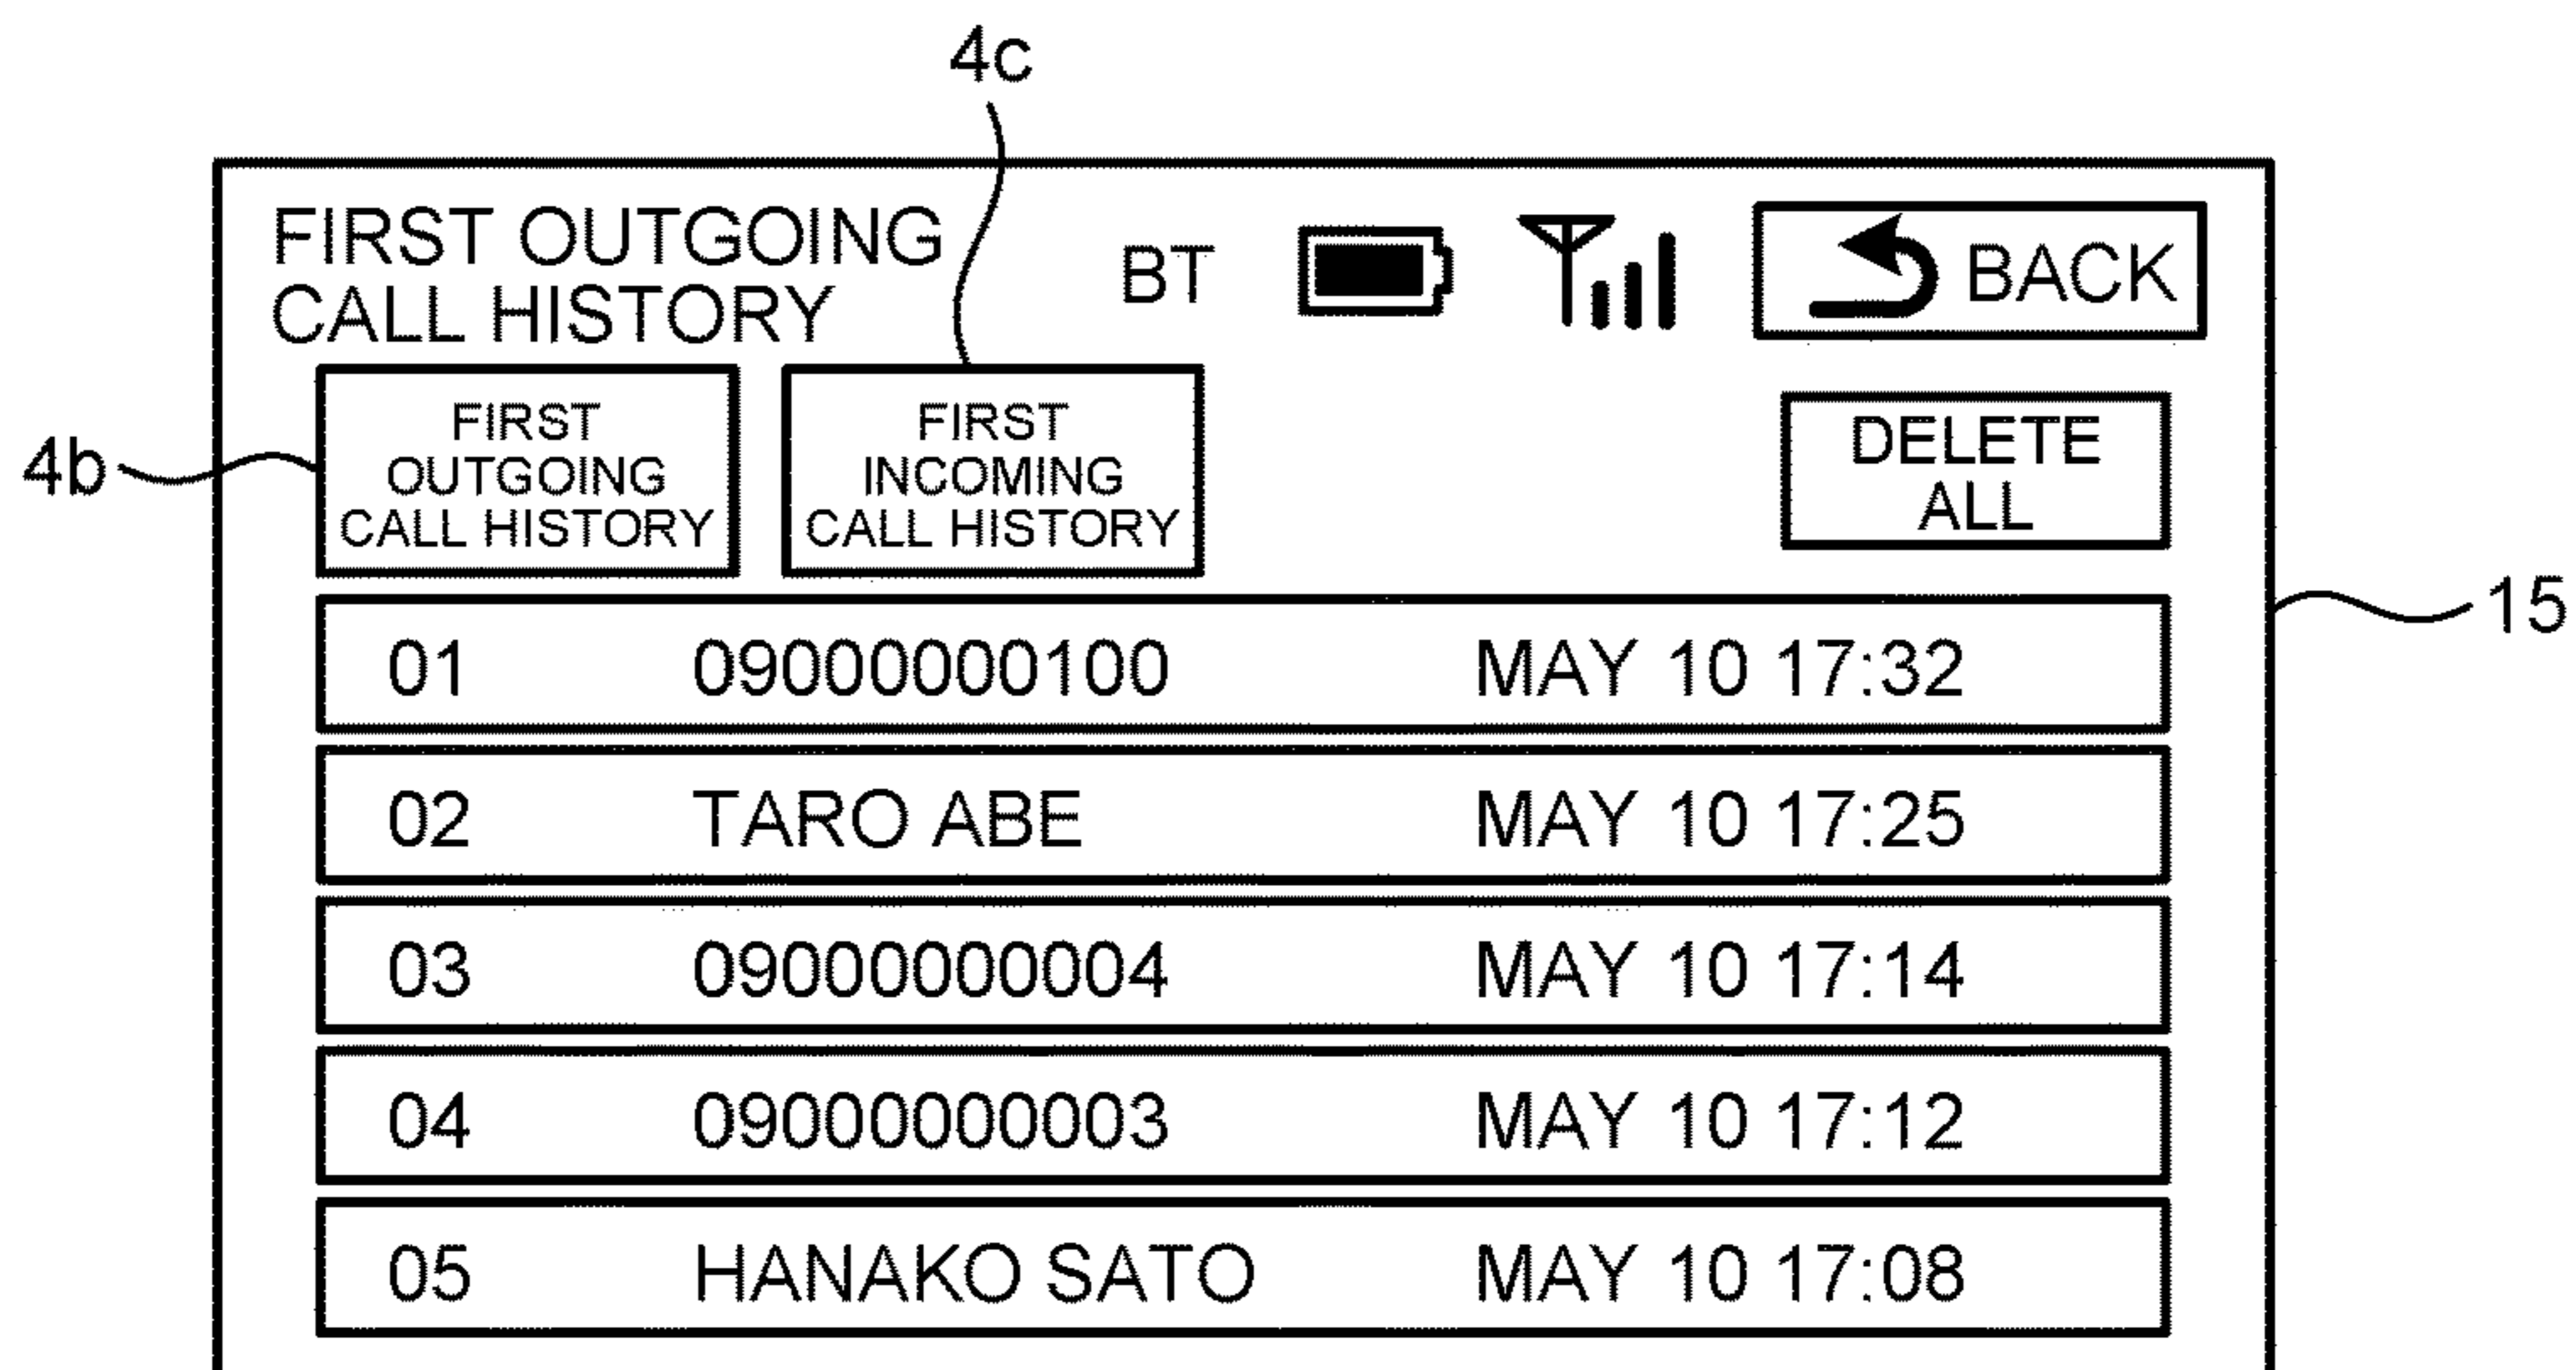 4c
FIRST OUTGOING
CALL HISTORY
BT
BACK
4b
FIRST
OUTGOING
CALL HISTORY
FIRST
INCOMING
CALL HISTORY
DELETE
ALL
15
01 09000000100 MAY 10 17:32
02 TARO ABE MAY 10 17:25
03 09000000004 MAY 10 17:14
04 09000000003 MAY 10 17:12
05 HANAKO SATO MAY 10 17:08